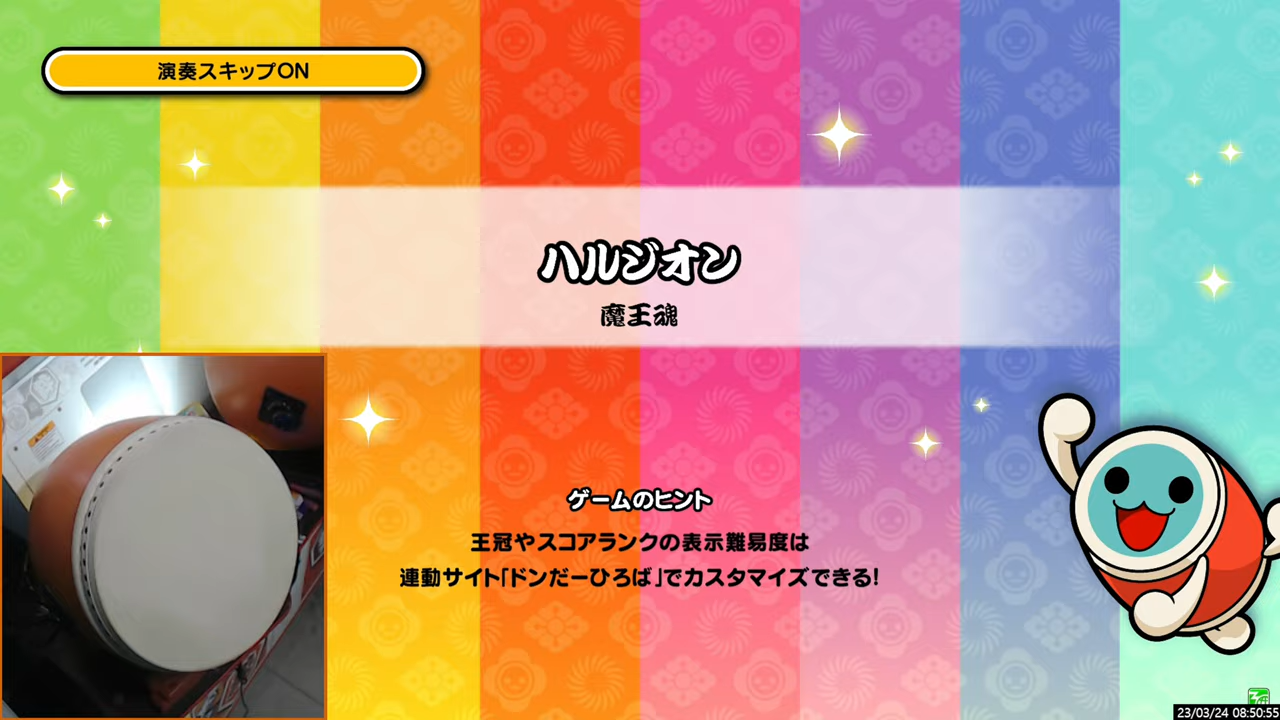 演奏スキップON
ハルジオン
魔王魂
ゲームのヒント
王冠やスコアランクの表示難易度は
連動サイト「ドンだーひろば」でカスタマイズできる!
23/03/24 08:50:55